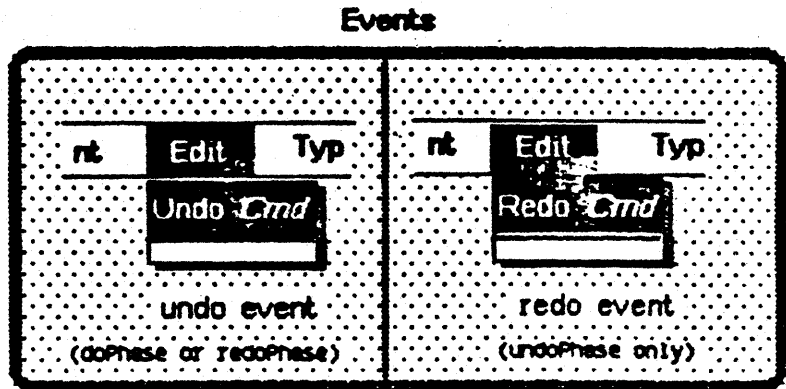 Events
nt Edit Typ
Undo Cmd
undo event
(doPhase or redoPhase)
nt Edit Typ
Redo Cmd
redo event
(undoPhase only)